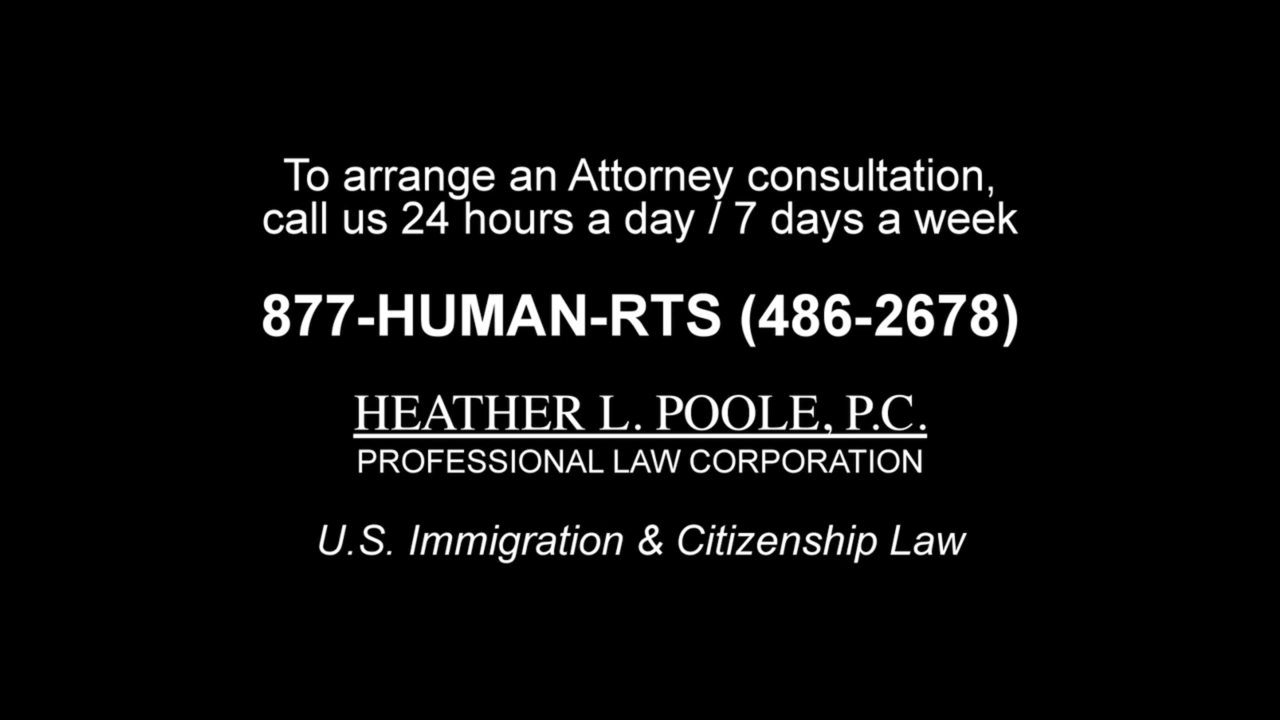 To arrange an Attorney consultation,
call us 24 hours a day / 7 days a week
877-HUMAN-RTS (486-2678)
HEATHER L. POOLE, P.C.
PROFESSIONAL LAW CORPORATION
U.S. Immigration & Citizenship Law